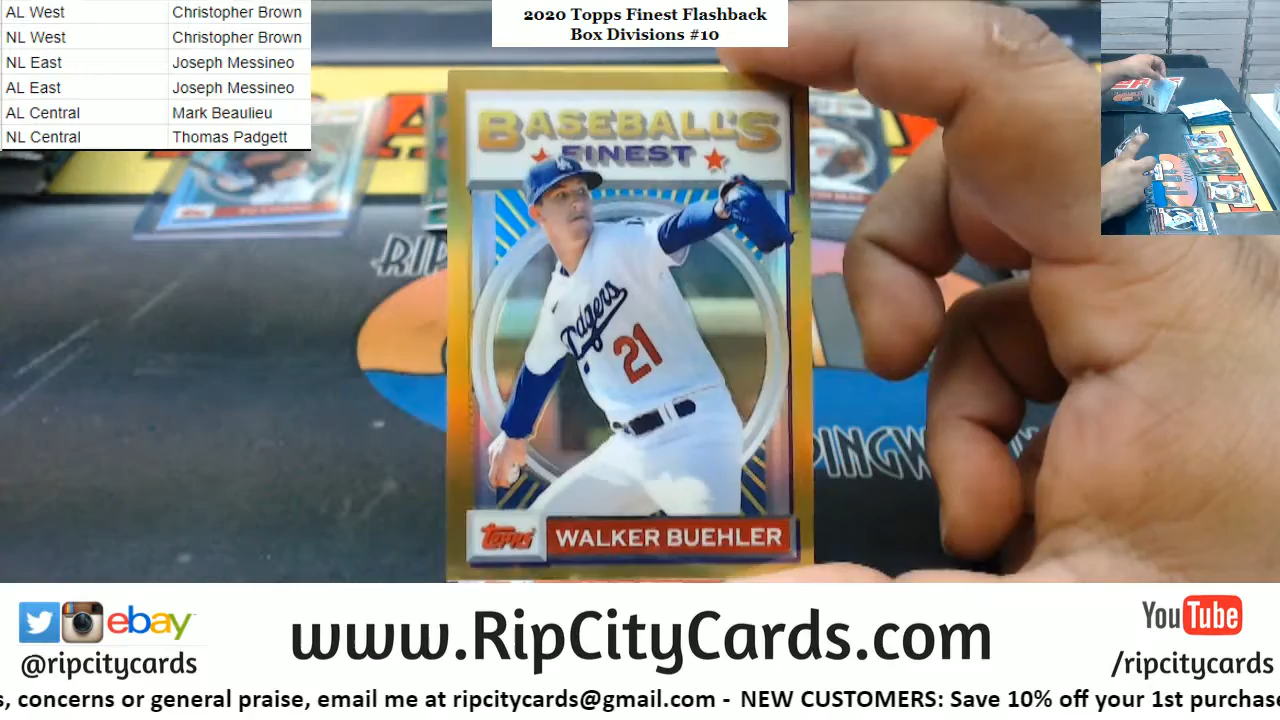 AL West Christopher Brown
NL West Christopher Brown
NL East Joseph Messineo
AL East Joseph Messineo
AL Central Mark Beaulieu
NL Central Thomas Padgett
2020 Topps Finest Flashback
Box Divisions #10
BASEBALL'S
FINEST
Dodgers
21
Topps
WALKER BUEHLER
RIP
PINGW
ebay
@ripcitycards
www.RipCityCards.com
YouTube
/ripcitycards
s, concerns or general praise, email me at ripcitycards@gmail.com - NEW CUSTOMERS: Save 10% off your 1st purchase